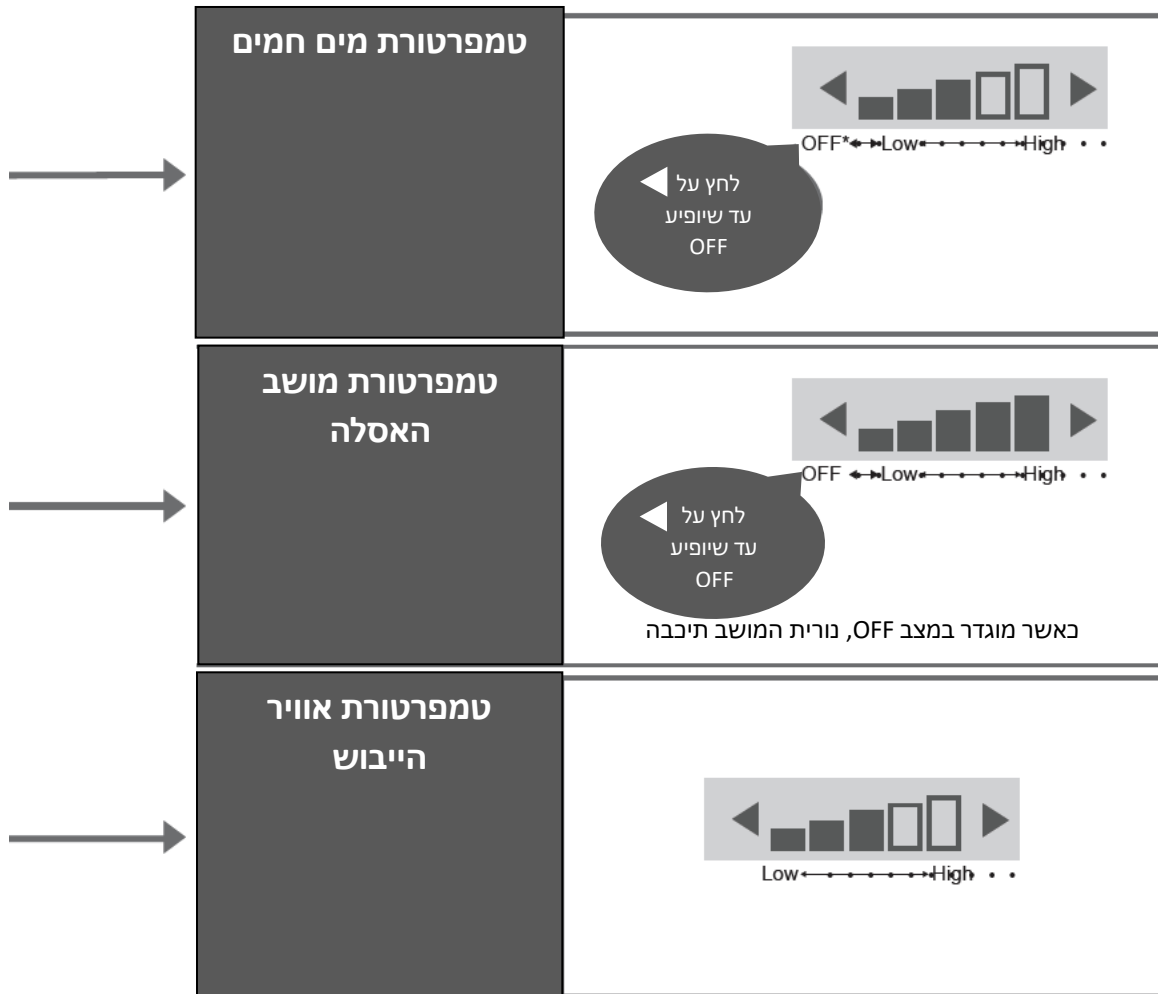 טמפרטורת מים חמים
OFF* Low High
לחץ על
עד שיופיע
OFF
טמפרטורת מושב
האסלה
OFF Low High
לחץ על
עד שיופיע
OFF
כאשר מוגדר במצב OFF, נורית המושב תיכבה
טמפרטורת אוויר
הייבוש
Low High